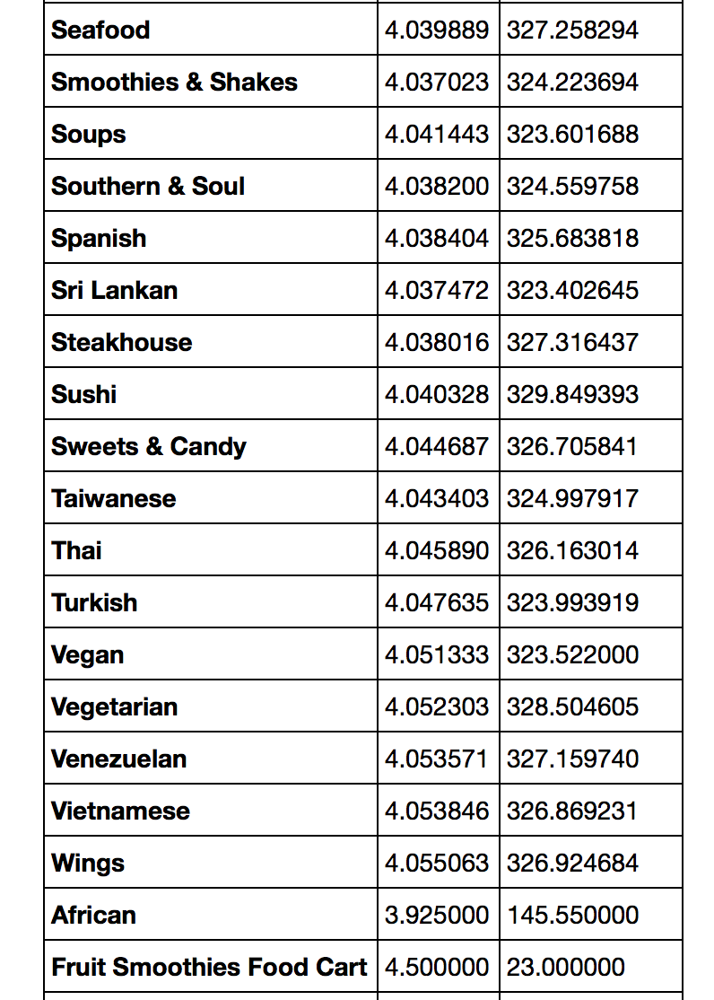 Seafood 4.039889 327.258294
Smoothies & Shakes 4.037023 324.223694
Soups 4.041443 323.601688
Southern & Soul 4.038200 324.559758
Spanish 4.038404 325.683818
Sri Lankan 4.037472 323.402645
Steakhouse 4.038016 327.316437
Sushi 4.040328 329.849393
Sweets & Candy 4.044687 326.705841
Taiwanese 4.043403 324.997917
Thai 4.045890 326.163014
Turkish 4.047635 323.993919
Vegan 4.051333 323.522000
Vegetarian 4.052303 328.504605
Venezuelan 4.053571 327.159740
Vietnamese 4.053846 326.869231
Wings 4.055063 326.924684
African 3.925000 145.550000
Fruit Smoothies Food Cart 4.500000 23.000000